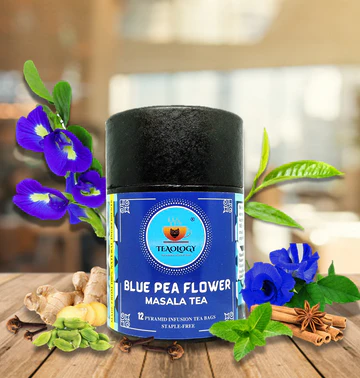 ®
TEAOLOGY
BLUE PEA FLOWER
MASALA TEA
12 PYRAMID INFUSION TEA BAGS
STAPLE-FREE